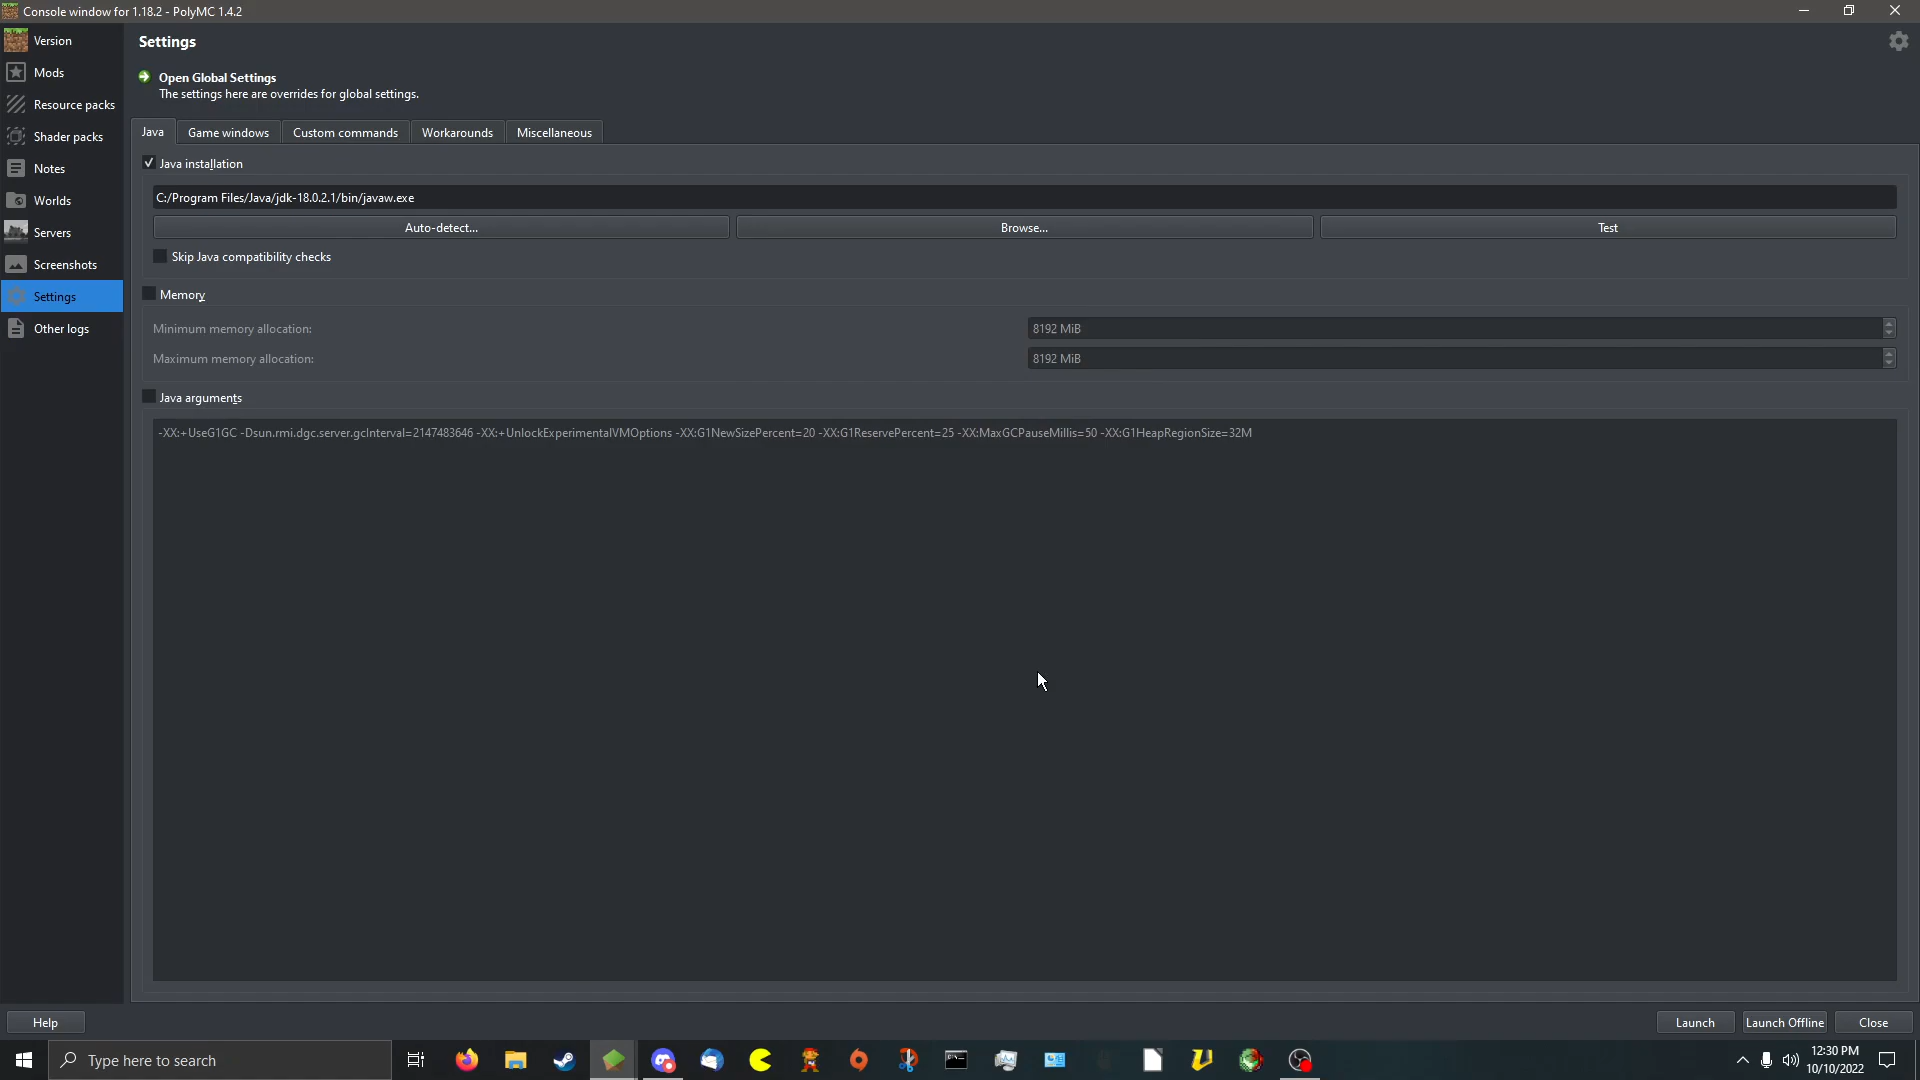 Console window for 1.18.2 - PolyMC 1.4.2
Version
Mods
Resource packs
Shader packs
Notes
Worlds
Servers
Screenshots
Settings
Other logs
Settings
Open Global Settings
The settings here are overrides for global settings.
Java
Game windows
Custom commands
Workarounds
Miscellaneous
Java installation
C:/Program Files/Java/jdk-18.0.2.1/bin/javaw.exe
Auto-detect...
Browse...
Test
Skip Java compatibility checks
Memory
Minimum memory allocation:
8192 MiB
Maximum memory allocation:
8192 MiB
Java arguments
-XX:+UseG1GC -Dsun.rmi.dgc.server.gcInterval=2147483646 -XX:+UnlockExperimentalVMOptions -XX:G1NewSizePercent=20 -XX:G1ReservePercent=25 -XX:MaxGCPauseMillis=50 -XX:G1HeapRegionSize=32M
Help
Launch
Launch Offline
Close
Type here to search
12:30 PM
10/10/2022